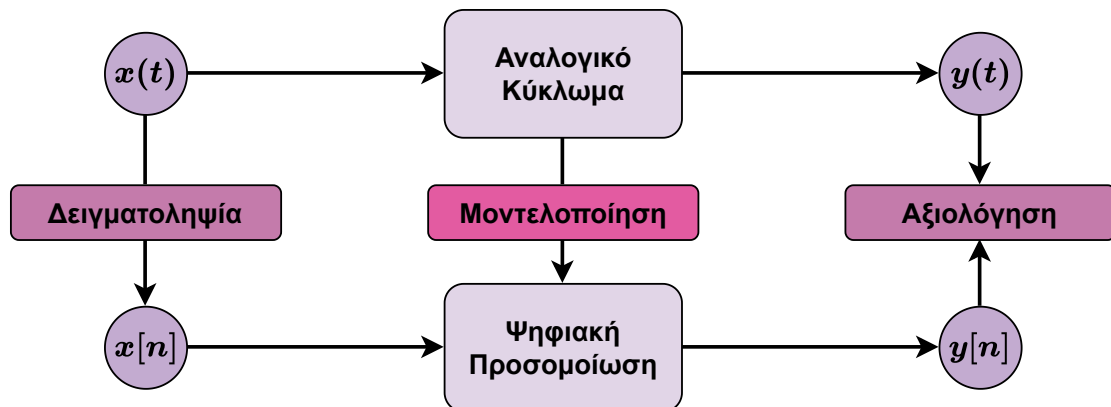 x(t)
Αναλογικό
Κύκλωμα
y(t)
Δειγματοληψία
Μοντελοποίηση
Αξιολόγηση
x[n]
Ψηφιακή
Προσομοίωση
y[n]